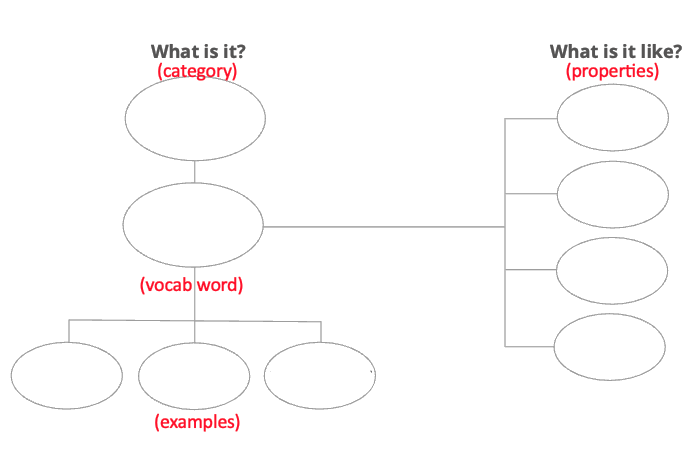 What is it?
(category)
What is it like?
(properties)
(vocab word)
(examples)